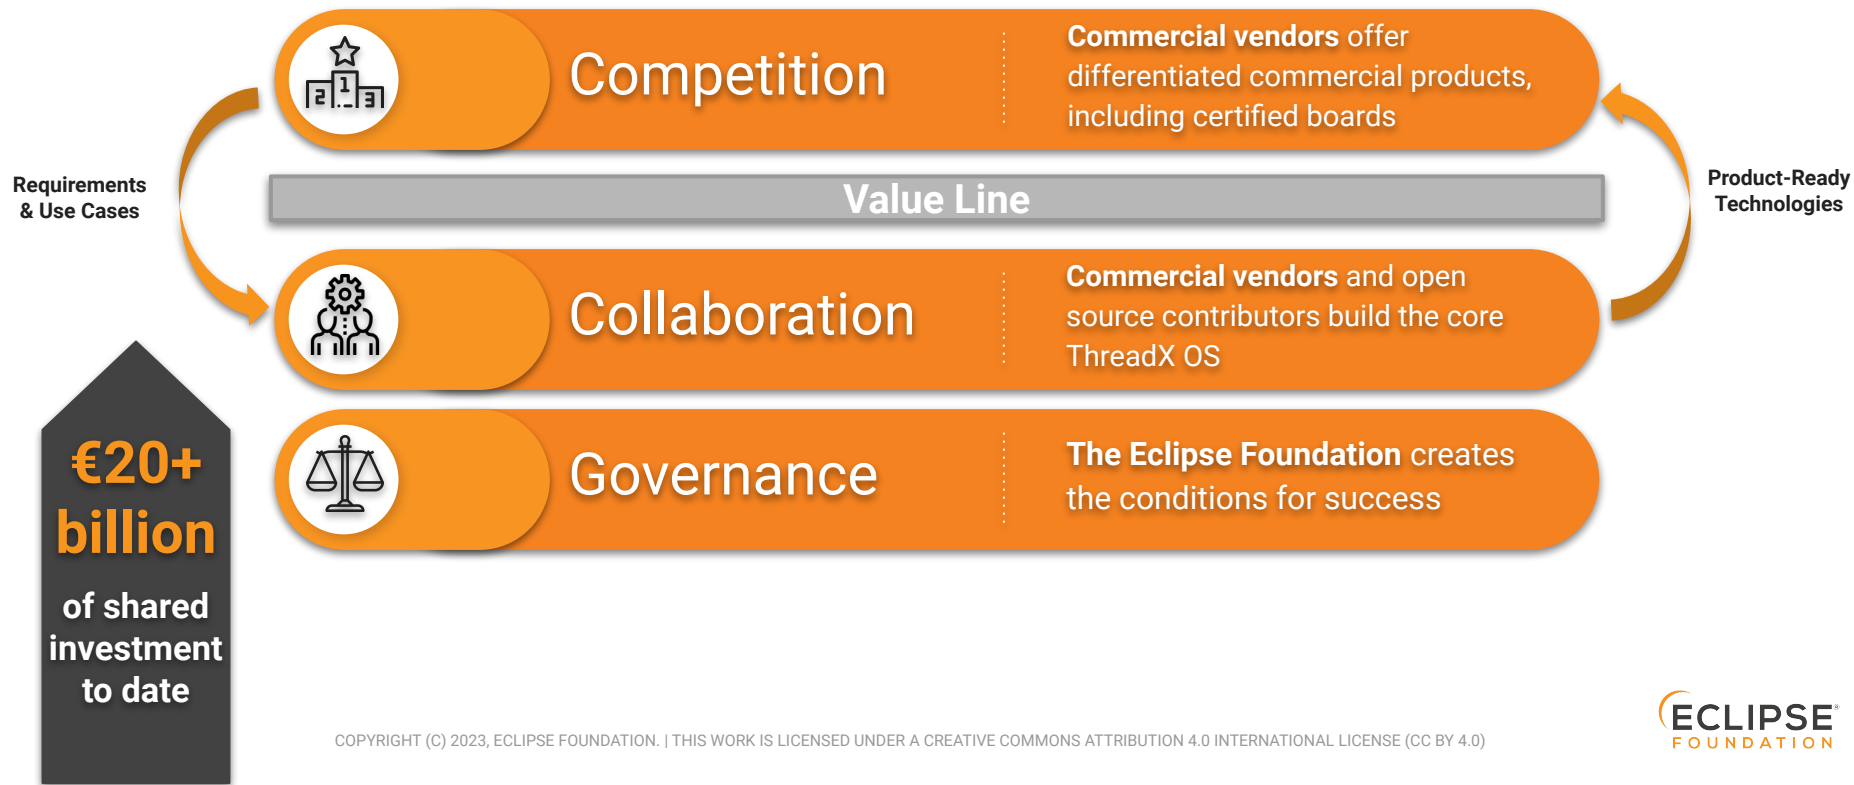 Competition
Commercial vendors offer
differentiated commercial products,
including certified boards
Requirements
& Use Cases
Value Line
Product-Ready
Technologies
Collaboration
Commercial vendors and open
source contributors build the core
ThreadX OS
Governance
The Eclipse Foundation creates
the conditions for success
€20+
billion
of shared
investment
to date
COPYRIGHT (C) 2023, ECLIPSE FOUNDATION. | THIS WORK IS LICENSED UNDER A CREATIVE COMMONS ATTRIBUTION 4.0 INTERNATIONAL LICENSE (CC BY 4.0)
ECLIPSE®
FOUNDATION
1
2
3